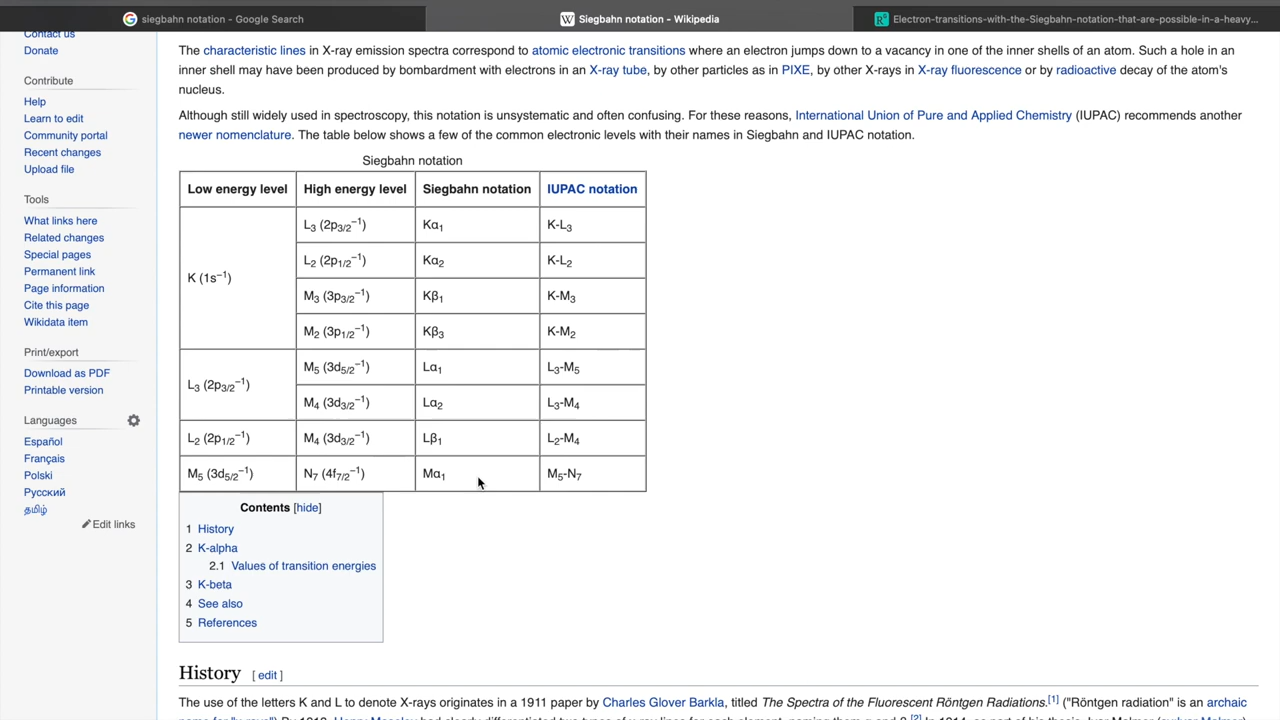 siegbahn notation - Google Search
Siegbahn notation - Wikipedia
Electron-transitions-with-the-Siegbahn-notation-that-are-possible-in-a-heavy...
Contact us
Donate
Contribute
Help
Learn to edit
Community portal
Recent changes
Upload file
Tools
What links here
Related changes
Special pages
Permanent link
Page information
Cite this page
Wikidata item
Print/export
Download as PDF
Printable version
Languages
Español
Français
Polski
Русский
தமிழ்
Edit links
The characteristic lines in X-ray emission spectra correspond to atomic electronic transitions where an electron jumps down to a vacancy in one of the inner shells of an atom. Such a hole in an
inner shell may have been produced by bombardment with electrons in an X-ray tube, by other particles as in PIXE, by other X-rays in X-ray fluorescence or by radioactive decay of the atom's
nucleus.
Although still widely used in spectroscopy, this notation is unsystematic and often confusing. For these reasons, International Union of Pure and Applied Chemistry (IUPAC) recommends another
newer nomenclature. The table below shows a few of the common electronic levels with their names in Siegbahn and IUPAC notation.
Siegbahn notation
Low energy level High energy level Siegbahn notation IUPAC notation
K (1s⁻¹) L₃ (2p₃/₂⁻¹) Kα₁ K-L₃
L₂ (2p₁/₂⁻¹) Kα₂ K-L₂
M₃ (3p₃/₂⁻¹) Kβ₁ K-M₃
M₂ (3p₁/₂⁻¹) Kβ₃ K-M₂
L₃ (2p₃/₂⁻¹) M₅ (3d₅/₂⁻¹) Lα₁ L₃-M₅
M₄ (3d₃/₂⁻¹) Lα₂ L₃-M₄
L₂ (2p₁/₂⁻¹) M₄ (3d₃/₂⁻¹) Lβ₁ L₂-M₄
M₅ (3d₅/₂⁻¹) N₇ (4f₇/₂⁻¹) Mα₁ M₅-N₇
Contents [hide]
1 History
2 K-alpha
2.1 Values of transition energies
3 K-beta
4 See also
5 References
History [ edit ]
The use of the letters K and L to denote X-rays originates in a 1911 paper by Charles Glover Barkla, titled The Spectra of the Fluorescent Röntgen Radiations.[1] ("Röntgen radiation" is an archaic